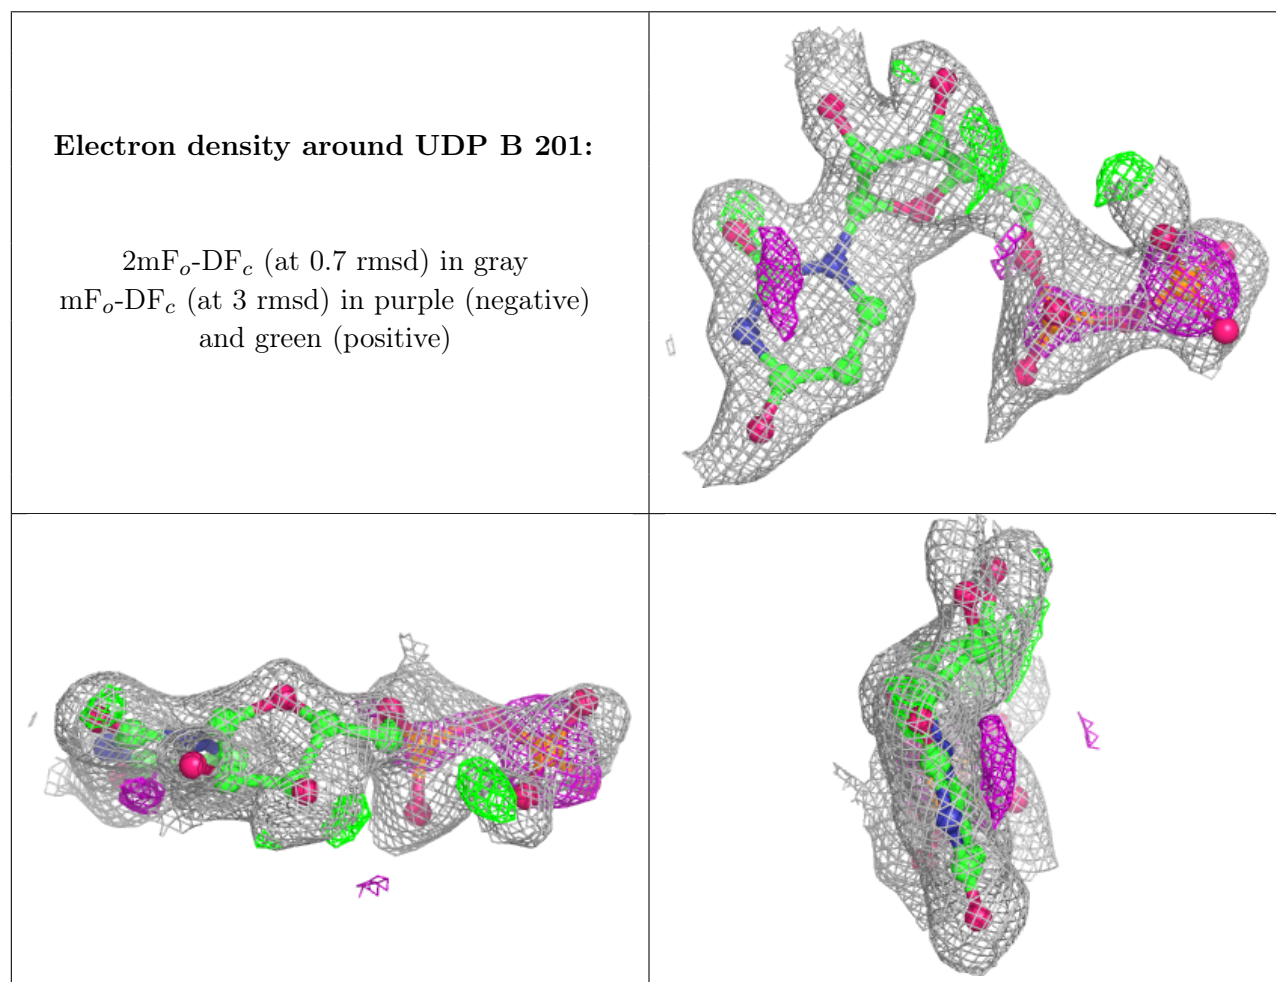 Electron density around UDP B 201:
2mFo-DFc (at 0.7 rmsd) in gray
mFo-DFc (at 3 rmsd) in purple (negative)
and green (positive)